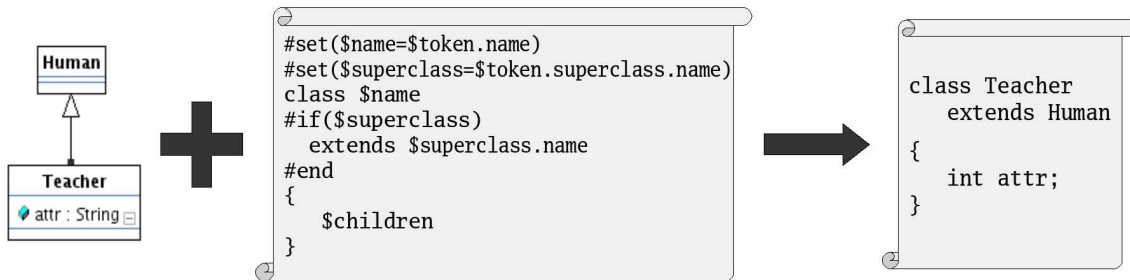 Human
Teacher
attr : String
#set($name=$token.name)
#set($superclass=$token.superclass.name)
class $name
#if($superclass)
extends $superclass.name
#end
{
$children
}
class Teacher
extends Human
{
int attr;
}